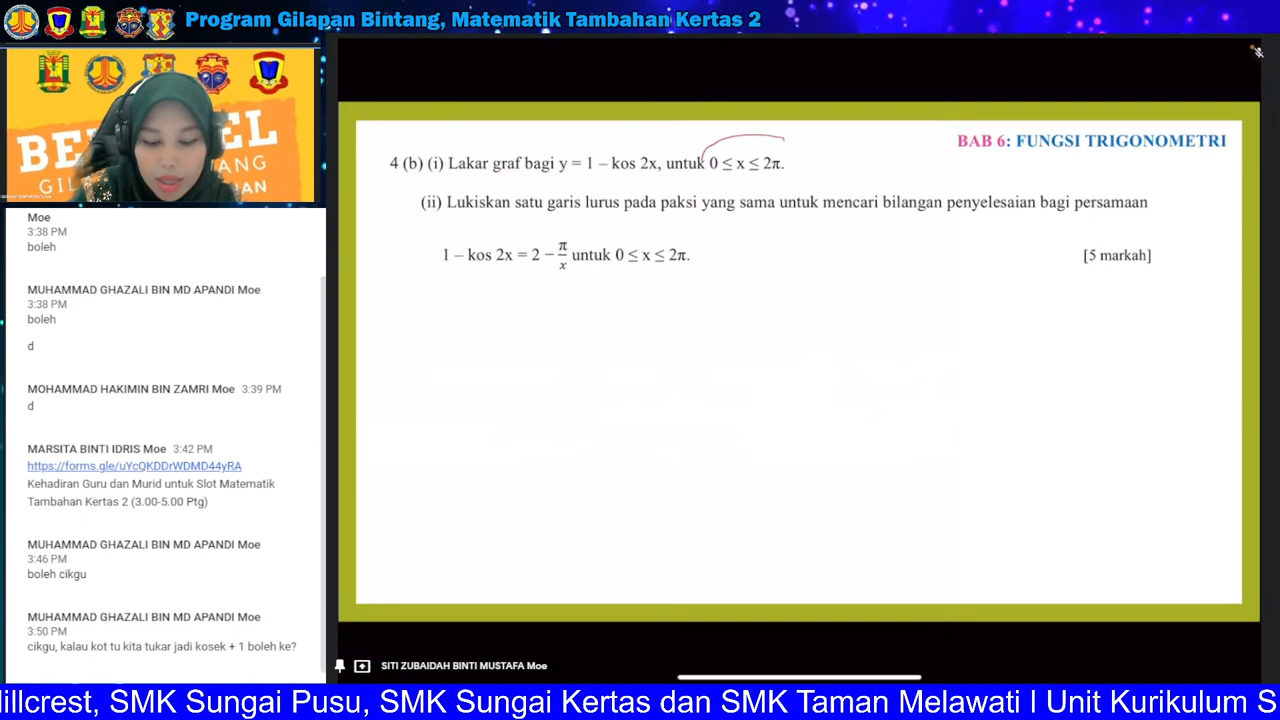 Program Gilapan Bintang, Matematik Tambahan Kertas 2
Moe
3:38 PM
boleh
MUHAMMAD GHAZALI BIN MD APANDI Moe
3:38 PM
boleh
d
MOHAMMAD HAKIMIN BIN ZAMRI Moe 3:39 PM
d
MARSITA BINTI IDRIS Moe 3:42 PM
https://forms.gle/uYcQKDDrWDMD44yRA
Kehadiran Guru dan Murid untuk Slot Matematik
Tambahan Kertas 2 (3.00-5.00 Ptg)
MUHAMMAD GHAZALI BIN MD APANDI Moe
3:46 PM
boleh cikgu
MUHAMMAD GHAZALI BIN MD APANDI Moe
3:50 PM
cikgu, kalau kot tu kita tukar jadi kosek + 1 boleh ke?
BAB 6: FUNGSI TRIGONOMETRI
4 (b) (i) Lakar graf bagi y = 1 – kos 2x, untuk 0 ≤ x ≤ 2π.
(ii) Lukiskan satu garis lurus pada paksi yang sama untuk mencari bilangan penyelesaian bagi persamaan
1 – kos 2x = 2 − π/x untuk 0 ≤ x ≤ 2π. [5 markah]
SITI ZUBAIDAH BINTI MUSTAFA Moe
illcrest, SMK Sungai Pusu, SMK Sungai Kertas dan SMK Taman Melawati l Unit Kurikulum S